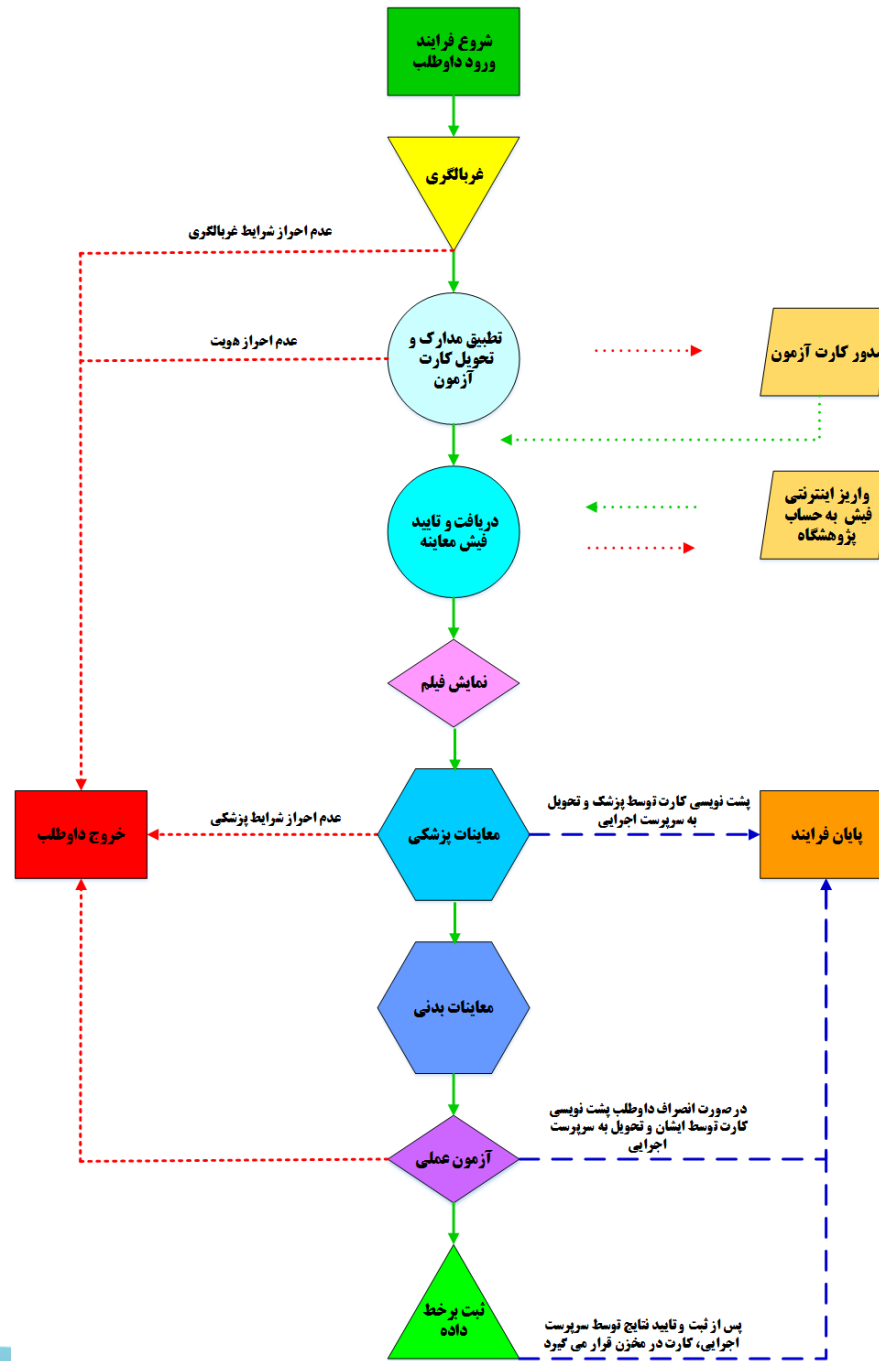 شروع فرایند
ورود داوطلب
غربالگری
عدم احراز شرایط غربالگری
تطبیق مدارک و
تحویل کارت
آزمون
عدم احراز هویت
صدور کارت آزمون
دریافت و تایید
فیش معاینه
واریز اینترنتی
فیش به حساب
پژوهشگاه
نمایش فیلم
معاینات پزشکی
عدم احراز شرایط پزشکی
خروج داوطلب
پشت نویسی کارت توسط پزشک و تحویل
به سرپرست اجرایی
پایان فرایند
معاینات بدنی
آزمون عملی
در صورت انصراف داوطلب پشت نویسی
کارت توسط ایشان و تحویل به سرپرست
اجرایی
ثبت برخط
داده
پس از ثبت و تایید نتایج توسط سرپرست
اجرایی، کارت در مخزن قرار می گیرد